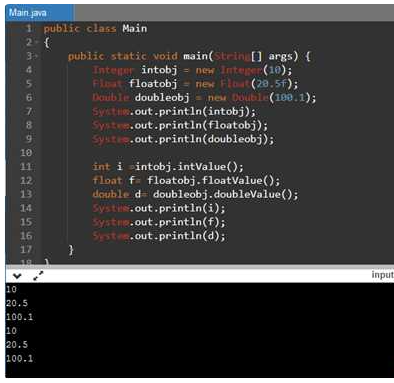 Main.java
1 public class Main
2 {
3 public static void main(String[] args) {
4 Integer intobj = new Integer(10);
5 Float floatobj = new Float(20.5f);
6 Double doubleobj = new Double(100.1);
7 System.out.println(intobj);
8 System.out.println(floatobj);
9 System.out.println(doubleobj);
10
11 int i =intobj.intValue();
12 float f= floatobj.floatValue();
13 double d= doubleobj.doubleValue();
14 System.out.println(i);
15 System.out.println(f);
16 System.out.println(d);
17 }
18 }
input
10
20.5
100.1
10
20.5
100.1